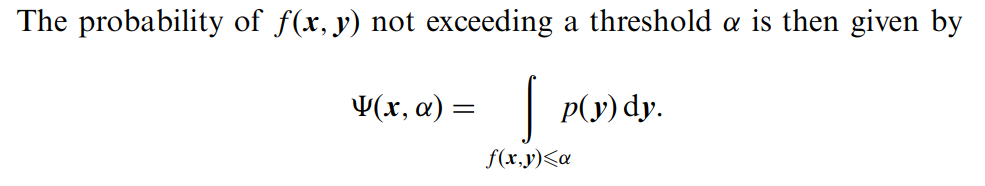 The probability of f(x, y) not exceeding a threshold α is then given by
Ψ(x, α) = ∫ p(y) dy.
f(x,y)⩽α